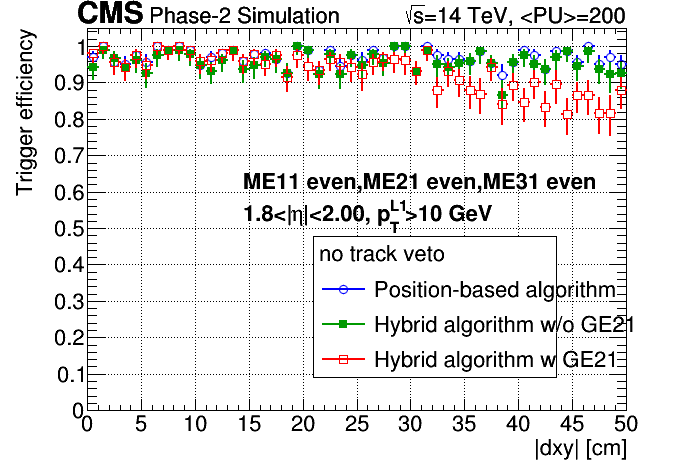 CMS Phase-2 Simulation √s=14 TeV, <PU>=200
Trigger efficiency
1
0.9
0.8
0.7
0.6
0.5
0.4
0.3
0.2
0.1
0
ME11 even,ME21 even,ME31 even
1.8<|η|<2.00, p_T^L1>10 GeV
no track veto
Position-based algorithm
Hybrid algorithm w/o GE21
Hybrid algorithm w GE21
0 5 10 15 20 25 30 35 40 45 50
|dxy| [cm]